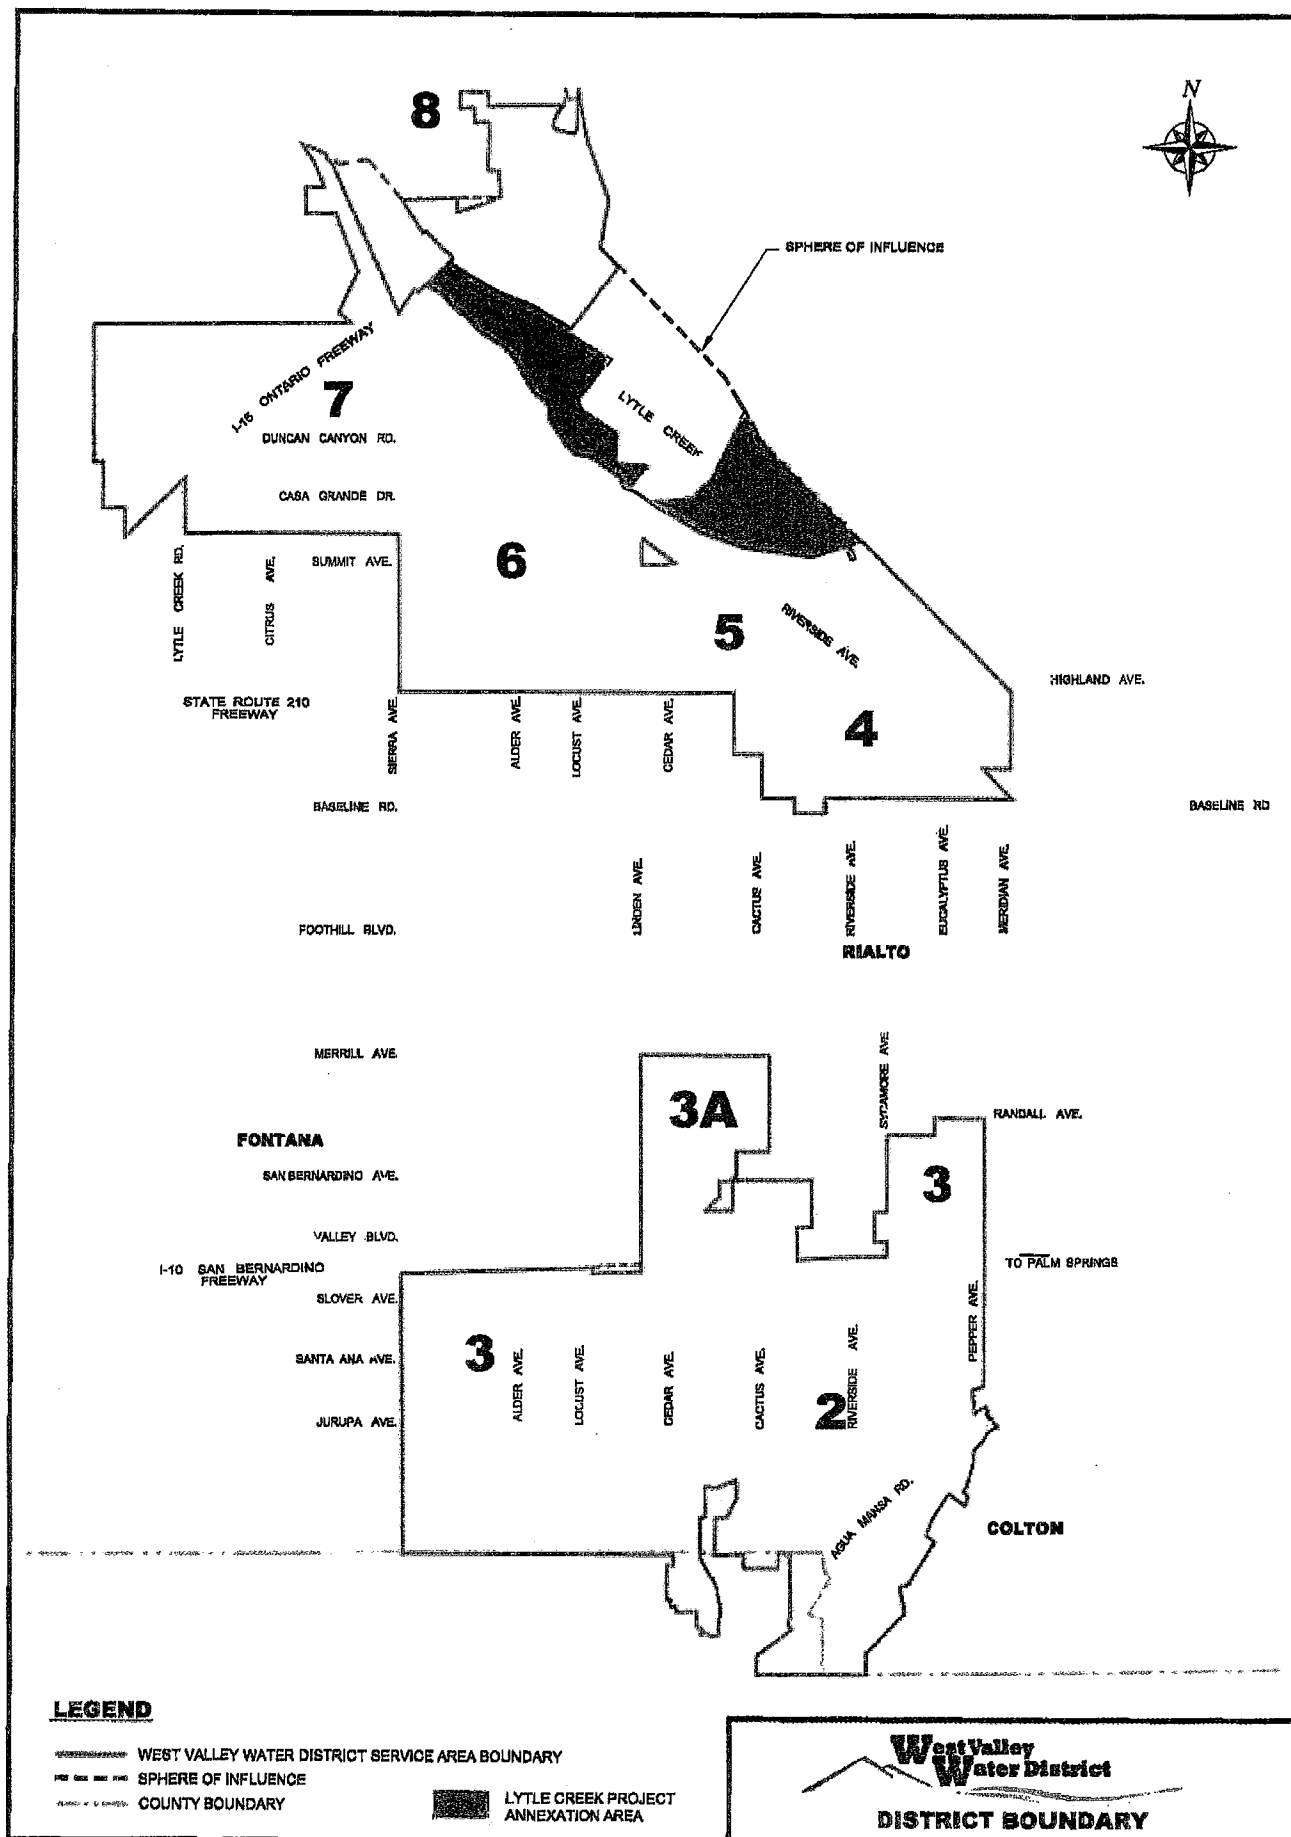 8
N
SPHERE OF INFLUENCE
I-15 ONTARIO FREEWAY
7
LYTLE CREEK
DUNCAN CANYON RD.
CASA GRANDE DR.
LYTLE CREEK RD.
CITRUS AVE.
SUMMIT AVE.
6
5
RIVERSIDE AVE.
HIGHLAND AVE.
STATE ROUTE 210
FREEWAY
SIERRA AVE.
ALDER AVE.
LOCUST AVE.
CEDAR AVE.
4
BASELINE RD.
BASELINE RD
LINDEN AVE.
CACTUS AVE.
RIVERSIDE AVE.
EUCALYPTUS AVE.
MERIDIAN AVE.
FOOTHILL BLVD.
RIALTO
MERRILL AVE.
SYCAMORE AVE
3A
RANDALL AVE.
FONTANA
SAN BERNARDINO AVE.
3
VALLEY BLVD.
I-10 SAN BERNARDINO
FREEWAY
TO PALM SPRINGS
SLOVER AVE.
PEPPER AVE.
SANTA ANA AVE.
3
ALDER AVE.
LOCUST AVE.
CEDAR AVE.
CACTUS AVE.
2
RIVERSIDE AVE.
JURUPA AVE.
AGUA MANSA RD.
COLTON
LEGEND
WEST VALLEY WATER DISTRICT SERVICE AREA BOUNDARY
SPHERE OF INFLUENCE
COUNTY BOUNDARY
LYTLE CREEK PROJECT
ANNEXATION AREA
West Valley
Water District
DISTRICT BOUNDARY